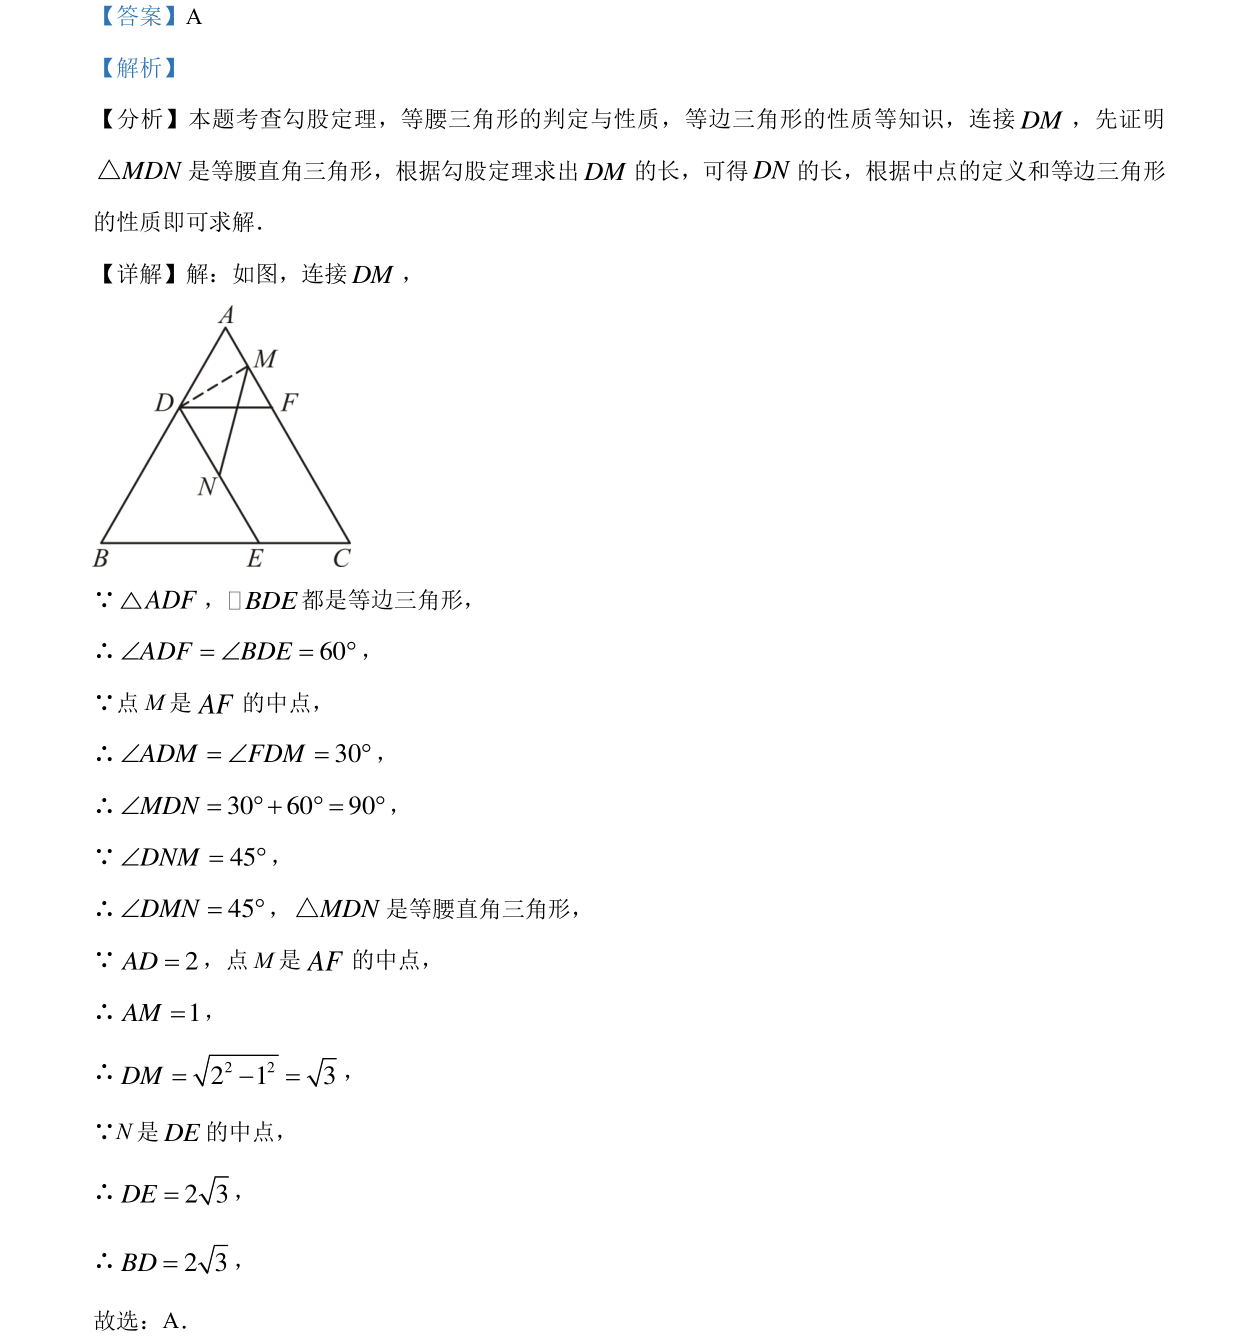 【答案】A
【解析】
【分析】本题考查勾股定理，等腰三角形的判定与性质，等边三角形的性质等知识，连接DM，先证明
△MDN是等腰直角三角形，根据勾股定理求出DM的长，可得DN的长，根据中点的定义和等边三角形
的性质即可求解．
【详解】解：如图，连接DM，
A
M
D
F
N
B
E
C
∵△ADF，□BDE都是等边三角形，
∴∠ADF=∠BDE=60°，
∵点M是AF的中点，
∴∠ADM=∠FDM=30°，
∴∠MDN=30°+60°=90°，
∵∠DNM=45°，
∴∠DMN=45°，△MDN是等腰直角三角形，
∵AD=2，点M是AF的中点，
∴AM=1，
∴DM=√(2²−1²)=√3，
∵N是DE的中点，
∴DE=2√3，
∴BD=2√3，
故选：A．